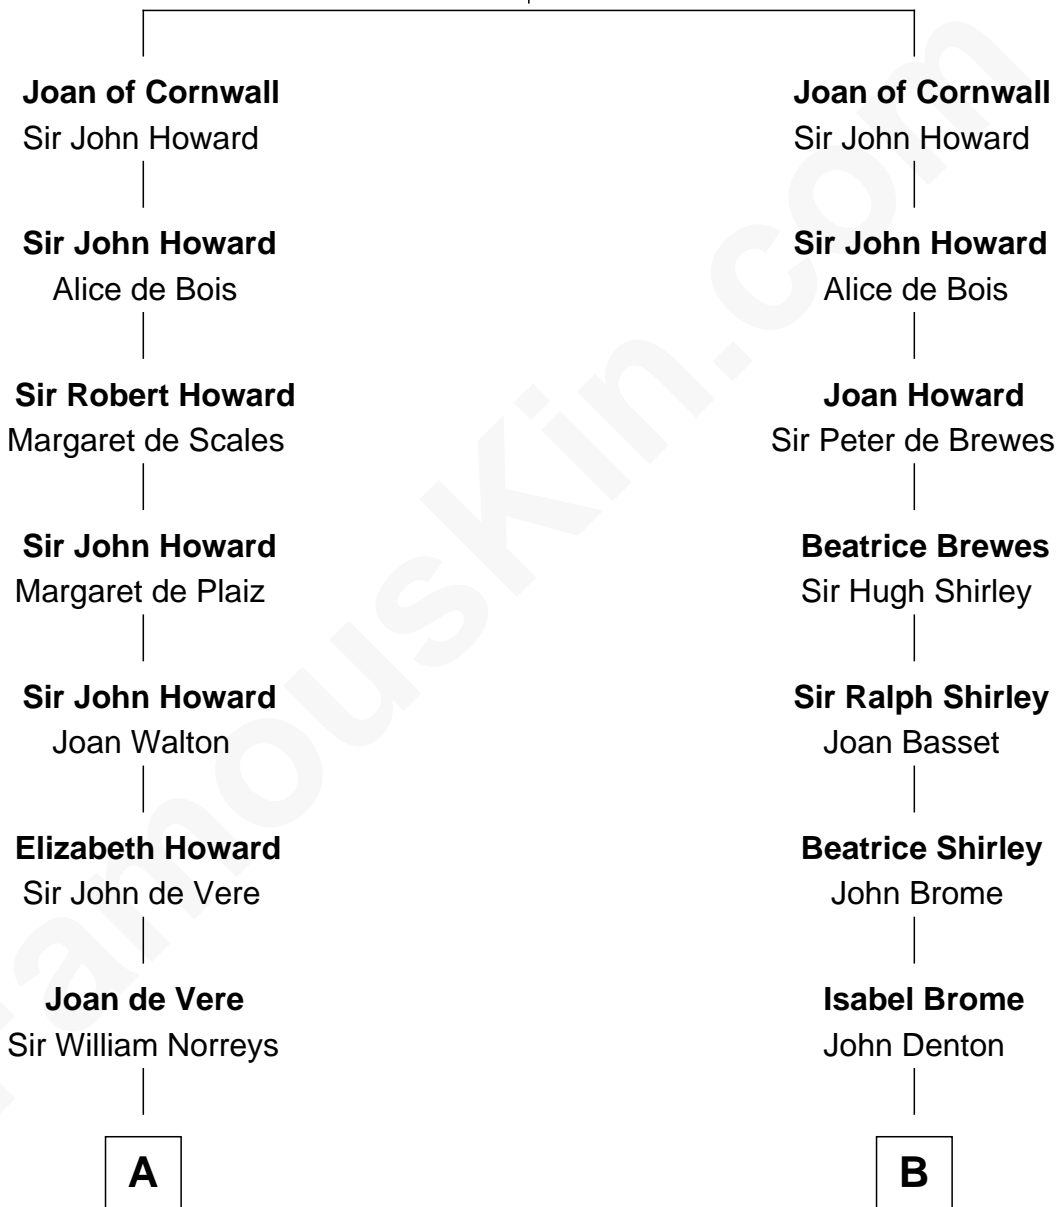 Joan of Cornwall
Sir John Howard
Sir John Howard
Alice de Bois
Sir Robert Howard
Margaret de Scales
Sir John Howard
Margaret de Plaiz
Sir John Howard
Joan Walton
Elizabeth Howard
Sir John de Vere
Joan de Vere
Sir William Norreys
A
Joan of Cornwall
Sir John Howard
Sir John Howard
Alice de Bois
Joan Howard
Sir Peter de Brewes
Beatrice Brewes
Sir Hugh Shirley
Sir Ralph Shirley
Joan Basset
Beatrice Shirley
John Brome
Isabel Brome
John Denton
B
FamousKin.com